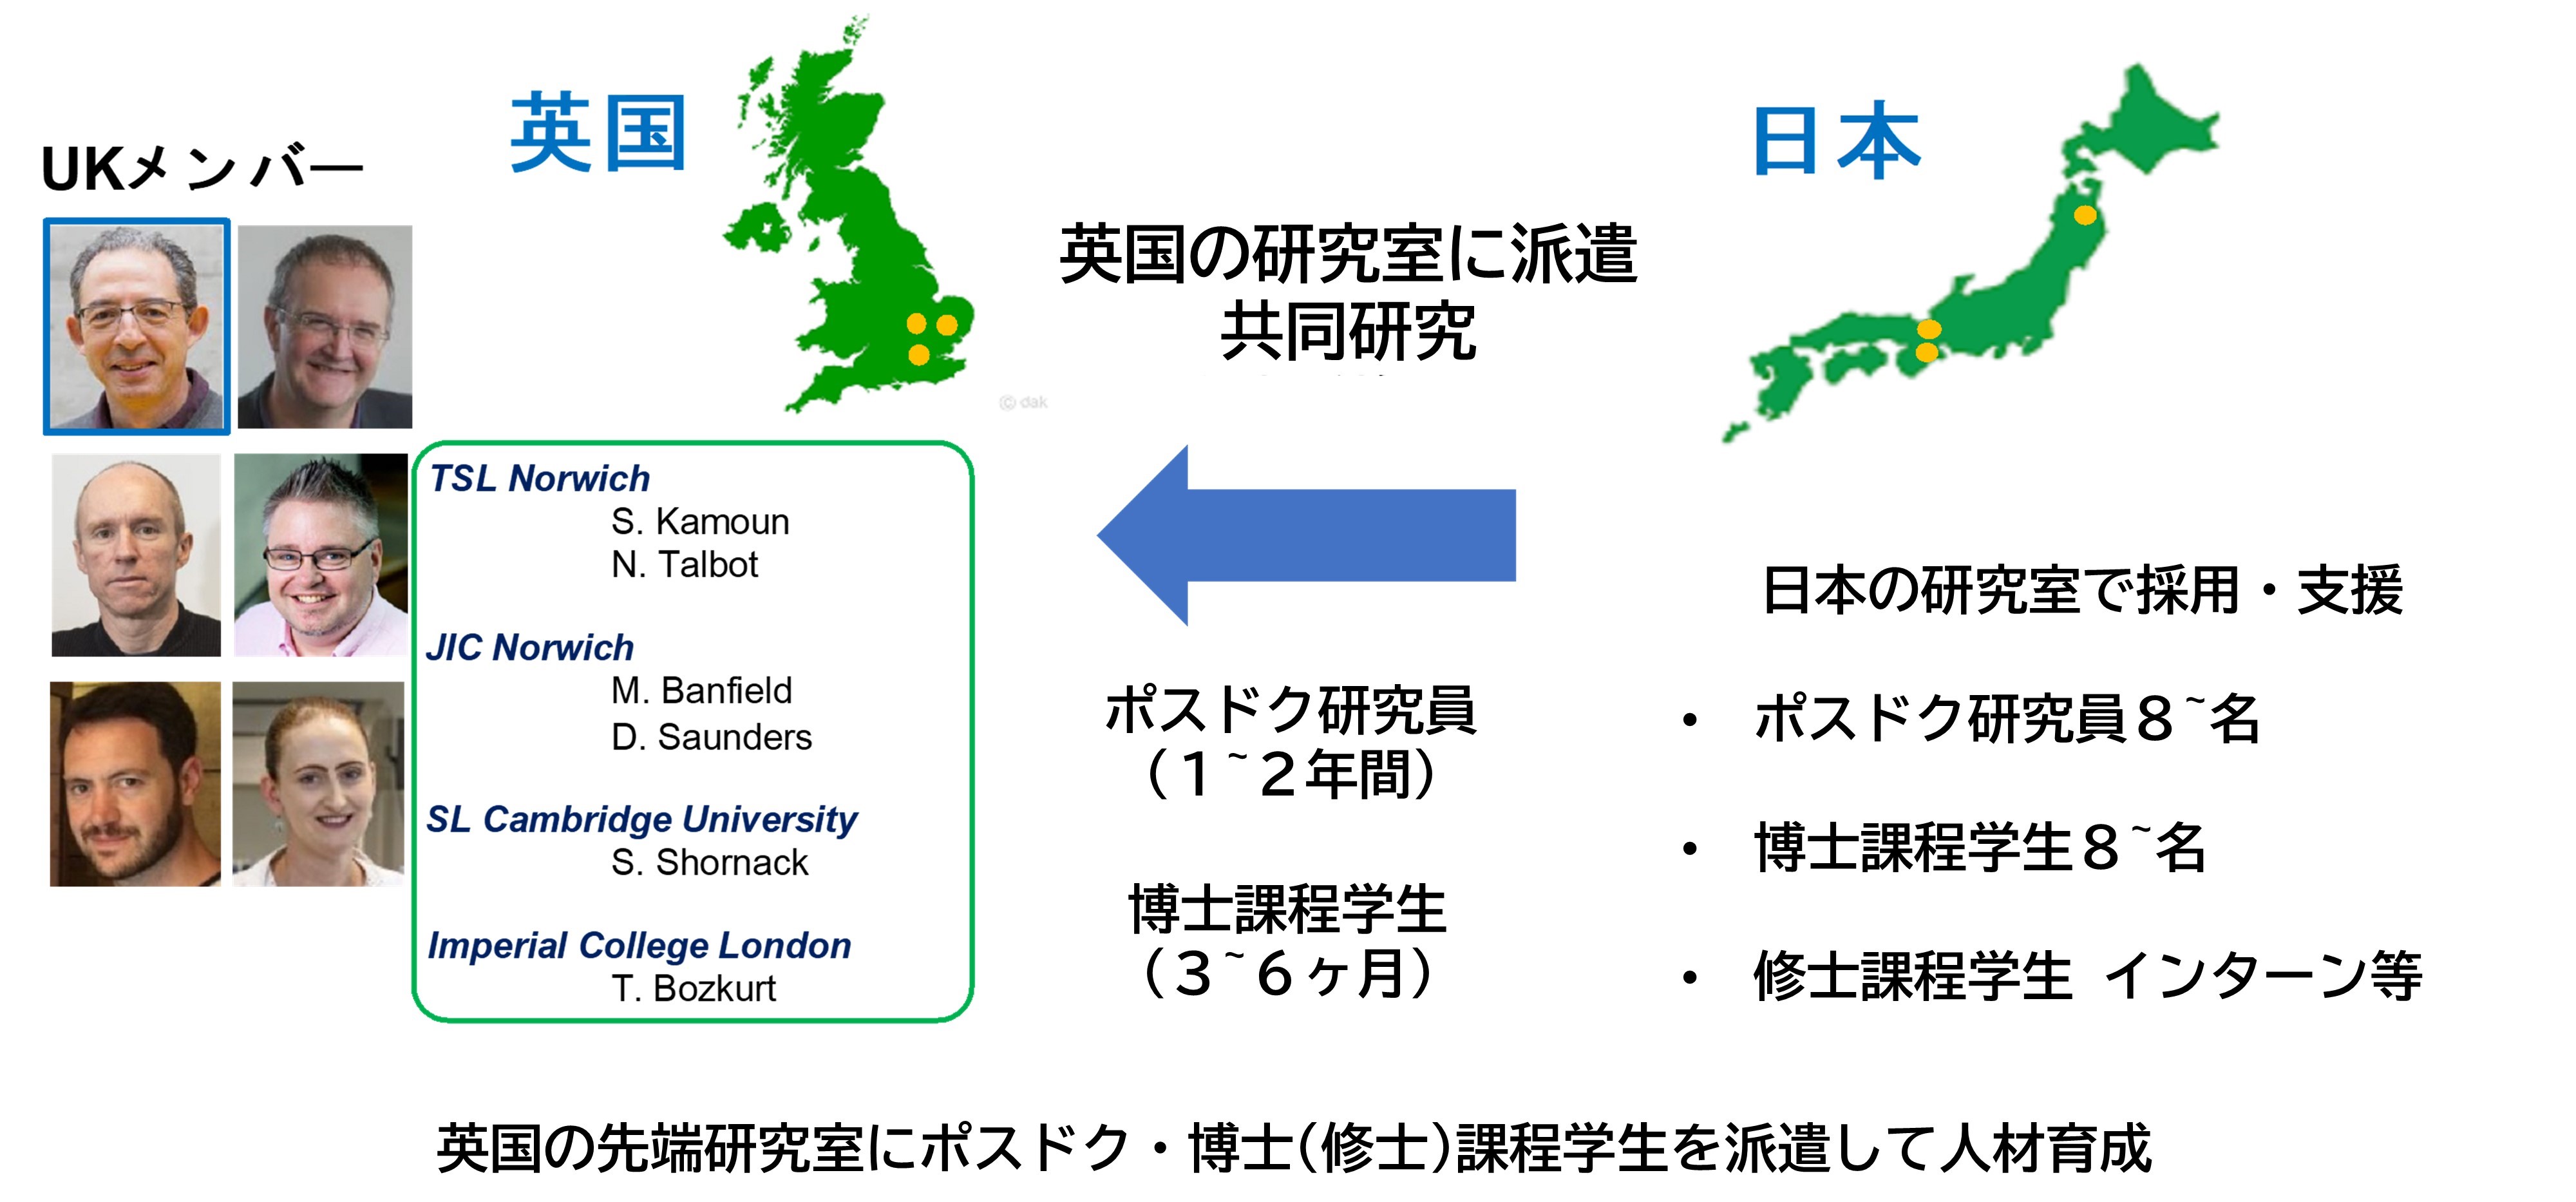 英国
日本
UKメンバー
英国の研究室に派遣
共同研究
© dak
TSL Norwich
S. Kamoun
N. Talbot
JIC Norwich
M. Banfield
D. Saunders
SL Cambridge University
S. Shornack
Imperial College London
T. Bozkurt
ポスドク研究員
（１~２年間）
博士課程学生
（３~６ヶ月）
日本の研究室で採用・支援
• ポスドク研究員８~名
• 博士課程学生８~名
• 修士課程学生 インターン等
英国の先端研究室にポスドク・博士(修士)課程学生を派遣して人材育成